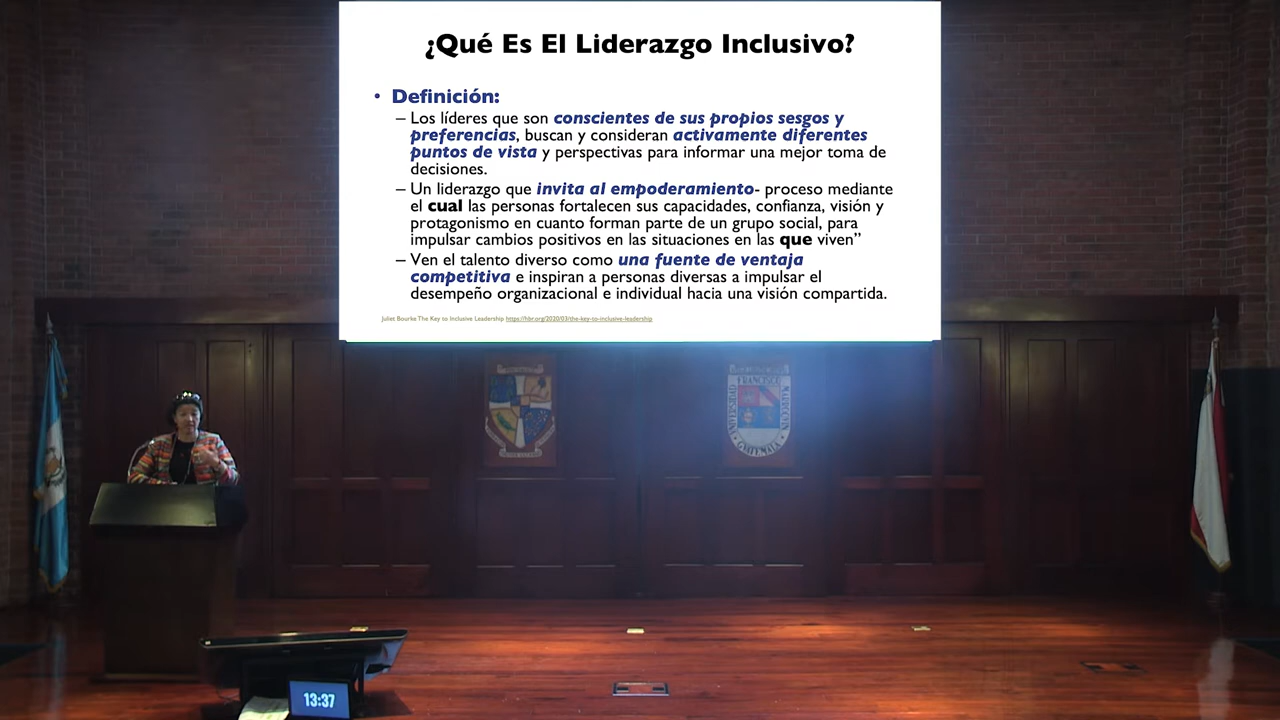 ¿Qué Es El Liderazgo Inclusivo?
• Definición:
– Los líderes que son conscientes de sus propios sesgos y
preferencias, buscan y consideran activamente diferentes
puntos de vista y perspectivas para informar una mejor toma de
decisiones.
– Un liderazgo que invita al empoderamiento- proceso mediante
el cual las personas fortalecen sus capacidades, confianza, visión y
protagonismo en cuanto forman parte de un grupo social, para
impulsar cambios positivos en las situaciones en las que viven”
– Ven el talento diverso como una fuente de ventaja
competitiva e inspiran a personas diversas a impulsar el
desempeño organizacional e individual hacia una visión compartida.
Juliet Bourke The Key to Inclusive Leadership https://hbr.org/2020/03/the-key-to-inclusive-leadership
UNIVERSIDAD FRANCISCO MARROQUIN
GUATEMALA
13:37